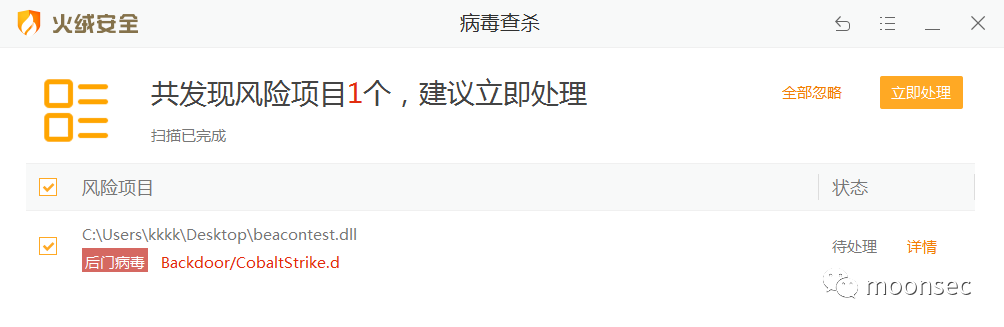 火绒安全
病毒查杀
共发现风险项目1个，建议立即处理
全部忽略
立即处理
扫描已完成
风险项目
状态
C:\Users\kkkk\Desktop\beacontest.dll
待处理
详情
后门病毒 Backdoor/CobaltStrike.d
moonsec